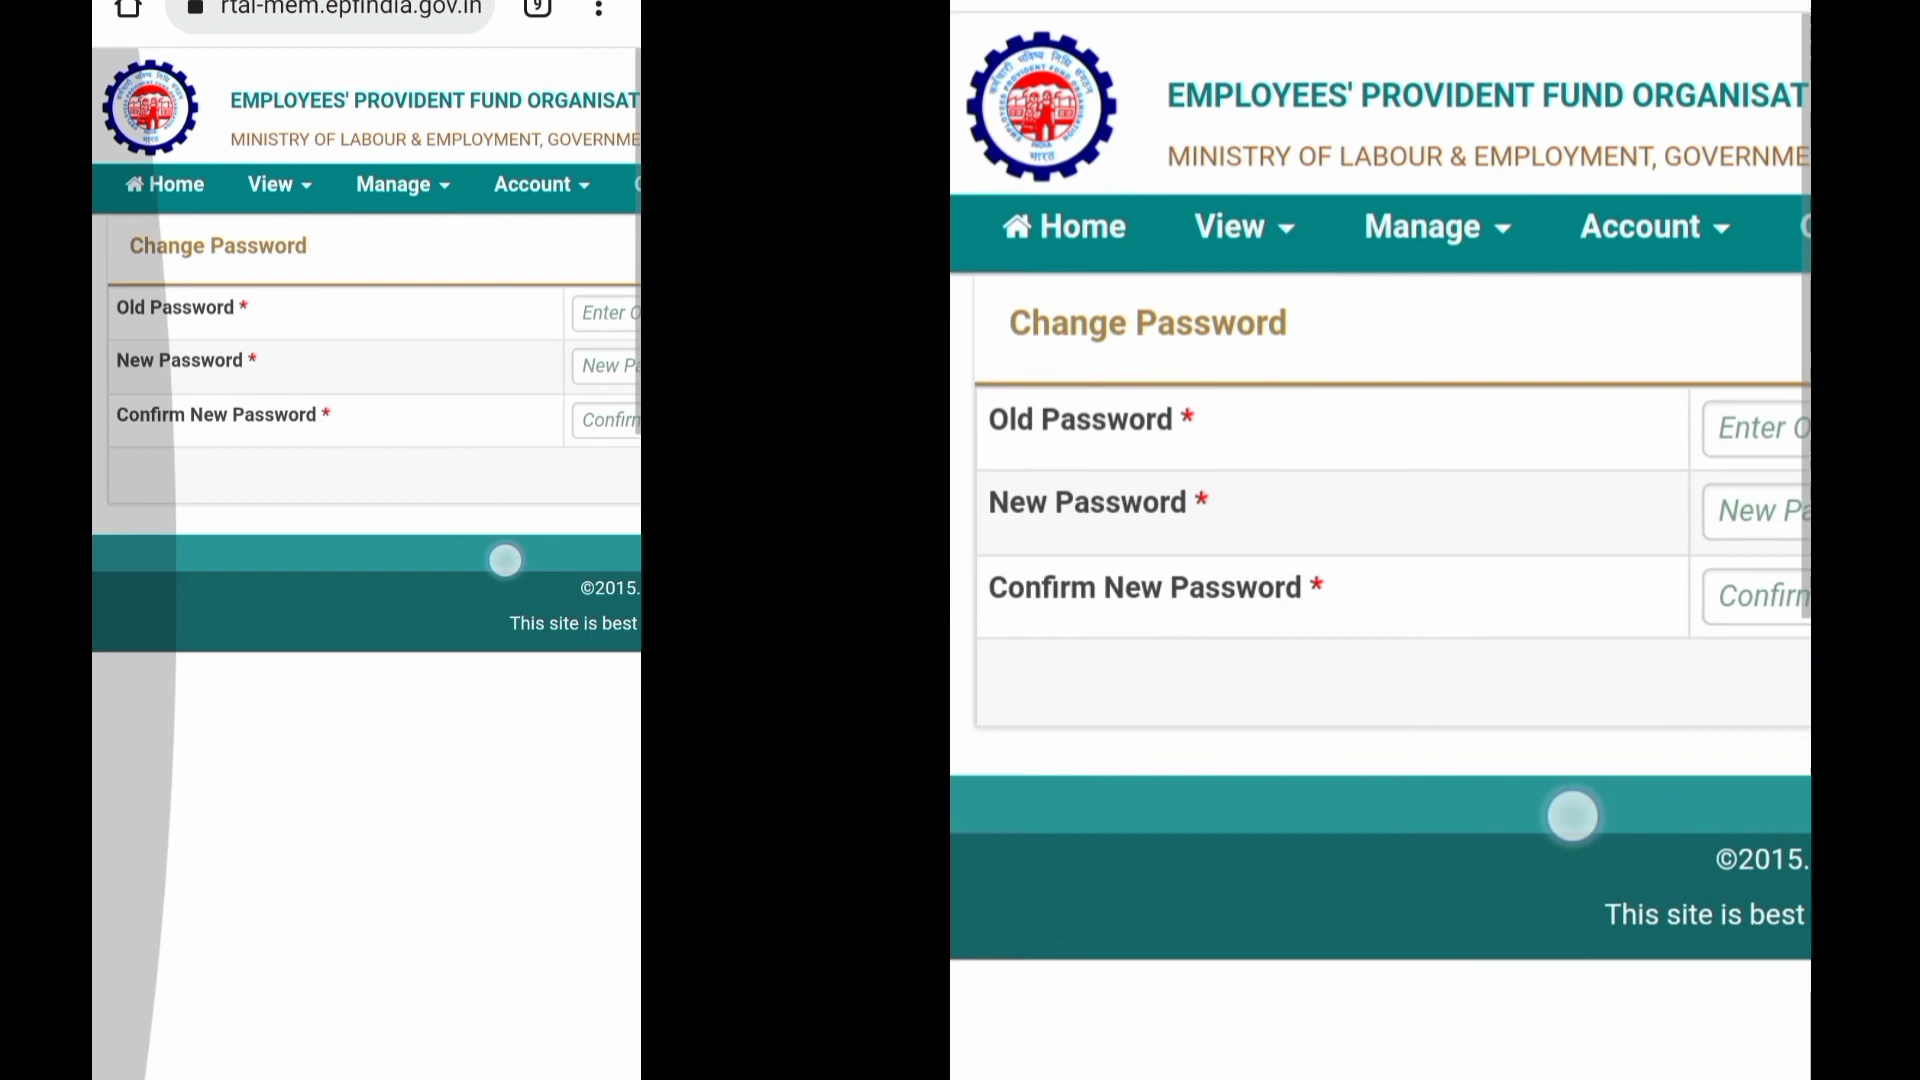 rtal-mem.epfindia.gov.in
9
EMPLOYEES' PROVIDENT FUND ORGANISAT
MINISTRY OF LABOUR & EMPLOYMENT, GOVERNME
Home View Manage Account
Change Password
Old Password * Enter O
New Password * New Pa
Confirm New Password * Confirm
©2015.
This site is best
EMPLOYEES' PROVIDENT FUND ORGANISAT
MINISTRY OF LABOUR & EMPLOYMENT, GOVERNME
Home View Manage Account
Change Password
Old Password * Enter O
New Password * New Pa
Confirm New Password * Confirm
©2015.
This site is best